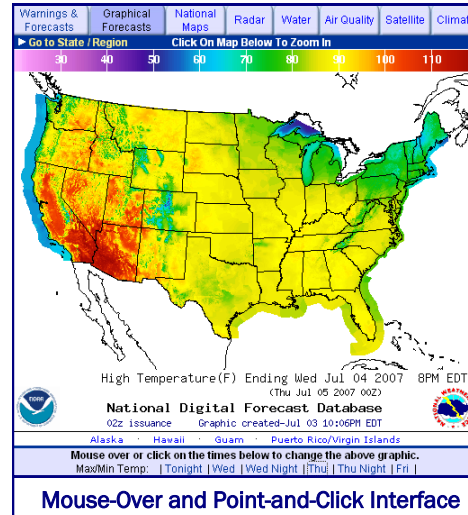 Warnings & Forecasts
Graphical Forecasts
National Maps
Radar
Water
Air Quality
Satellite
Climat
Go to State / Region Click On Map Below To Zoom In
30 40 50 60 70 80 90 100 110
High Temperature(F) Ending Wed Jul 04 2007 8PM EDT
(Thu Jul 05 2007 00Z)
National Digital Forecast Database
02z issuance Graphic created-Jul 03 10:06PM EDT
NOAA
Alaska · Hawaii · Guam · Puerto Rico/Virgin Islands
Mouse over or click on the times below to change the above graphic.
Max/Min Temp: | Tonight | Wed | Wed Night | Thu | Thu Night | Fri |
Mouse-Over and Point-and-Click Interface